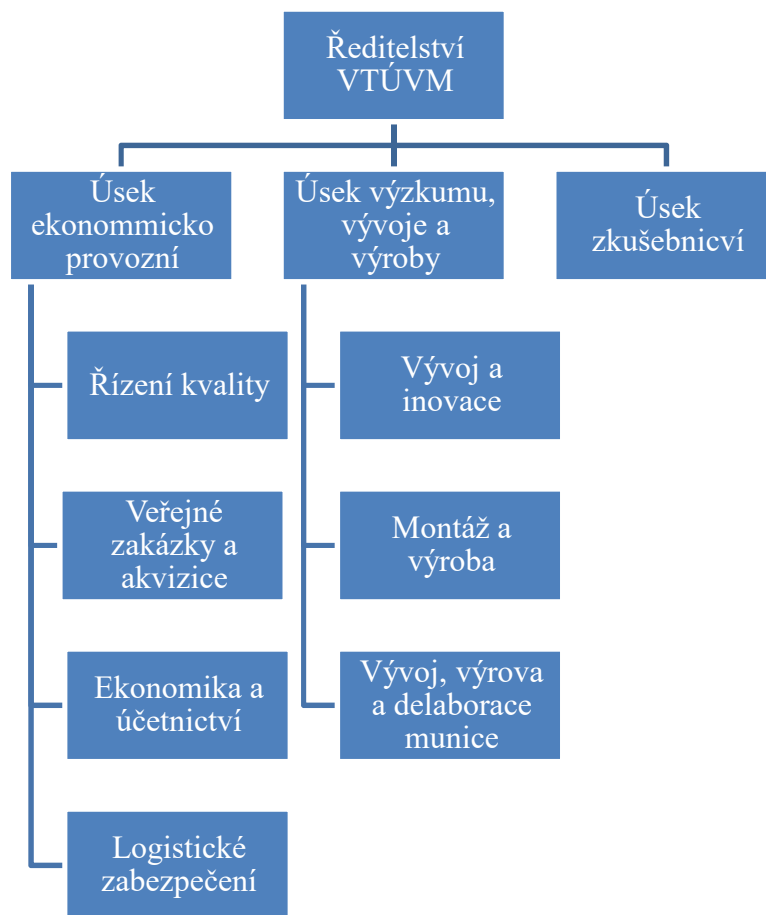 Ředitelství
VTÚVM
Úsek
ekonommicko
provozní
Úsek výzkumu,
vývoje a
výroby
Úsek
zkušebnicví
Řízení kvality
Vývoj a
inovace
Veřejné
zakázky a
akvizice
Montáž a
výroba
Ekonomika a
účetnictví
Vývoj, výrova
a delaborace
munice
Logistické
zabezpečení